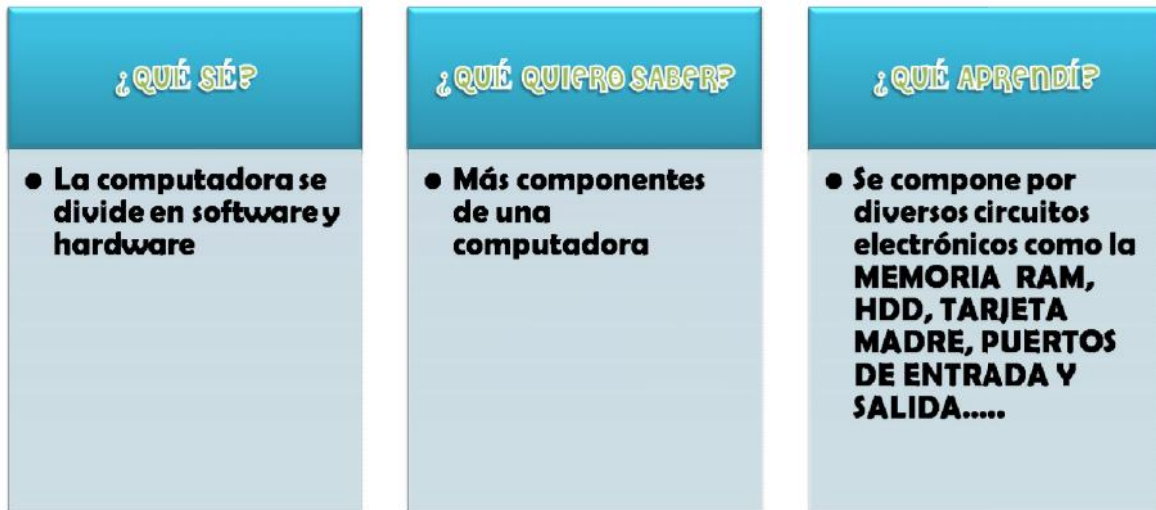 ¿QUÉ SÉ?
● La computadora se
divide en software y
hardware
¿QUÉ QUIERO SABER?
● Más componentes
de una
computadora
¿QUÉ APRENDÍ?
● Se compone por
diversos circuitos
electrónicos como la
MEMORIA RAM,
HDD, TARJETA
MADRE, PUERTOS
DE ENTRADA Y
SALIDA.....